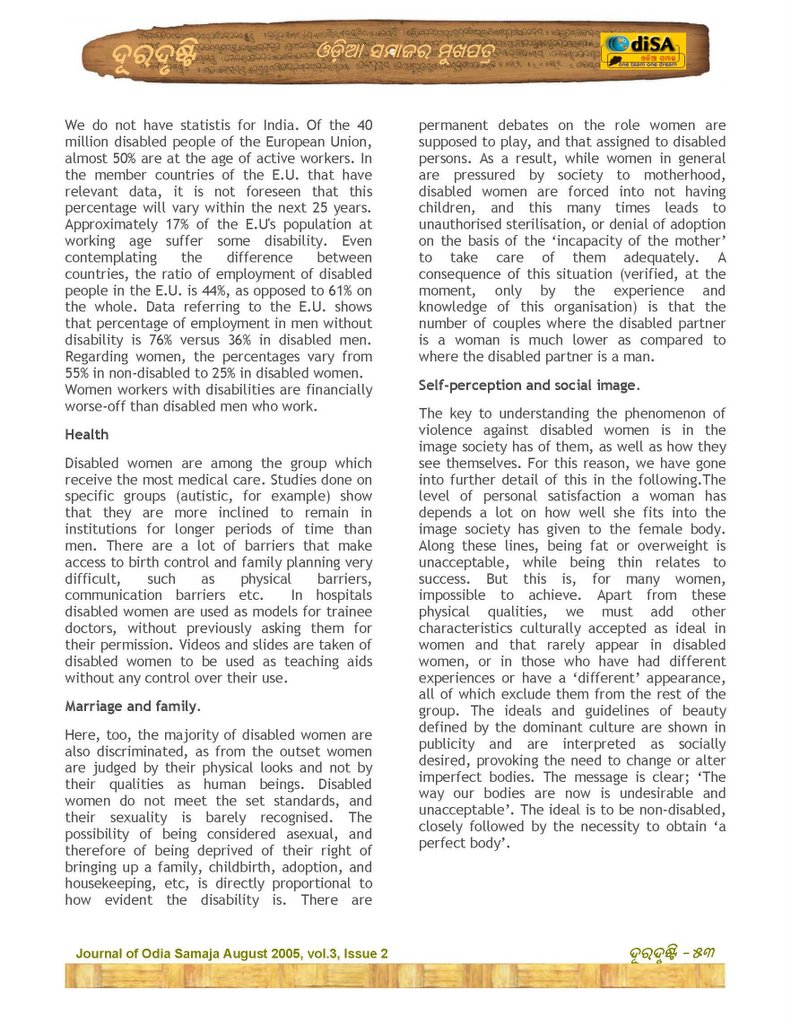 ଦୂରଦୃଷ୍ଟି
ଓଡ଼ିଆ ସମାଜର ମୁଖପତ୍ର
diSA
ଓଡ଼ିଆ ସମାଜ
one team one dream
We do not have statistis for India. Of the 40
million disabled people of the European Union,
almost 50% are at the age of active workers. In
the member countries of the E.U. that have
relevant data, it is not foreseen that this
percentage will vary within the next 25 years.
Approximately 17% of the E.U's population at
working age suffer some disability. Even
contemplating the difference between
countries, the ratio of employment of disabled
people in the E.U. is 44%, as opposed to 61% on
the whole. Data referring to the E.U. shows
that percentage of employment in men without
disability is 76% versus 36% in disabled men.
Regarding women, the percentages vary from
55% in non-disabled to 25% in disabled women.
Women workers with disabilities are financially
worse-off than disabled men who work.
Health
Disabled women are among the group which
receive the most medical care. Studies done on
specific groups (autistic, for example) show
that they are more inclined to remain in
institutions for longer periods of time than
men. There are a lot of barriers that make
access to birth control and family planning very
difficult, such as physical barriers,
communication barriers etc. In hospitals
disabled women are used as models for trainee
doctors, without previously asking them for
their permission. Videos and slides are taken of
disabled women to be used as teaching aids
without any control over their use.
Marriage and family.
Here, too, the majority of disabled women are
also discriminated, as from the outset women
are judged by their physical looks and not by
their qualities as human beings. Disabled
women do not meet the set standards, and
their sexuality is barely recognised. The
possibility of being considered asexual, and
therefore of being deprived of their right of
bringing up a family, childbirth, adoption, and
housekeeping, etc, is directly proportional to
how evident the disability is. There are
permanent debates on the role women are
supposed to play, and that assigned to disabled
persons. As a result, while women in general
are pressured by society to motherhood,
disabled women are forced into not having
children, and this many times leads to
unauthorised sterilisation, or denial of adoption
on the basis of the ‘incapacity of the mother’
to take care of them adequately. A
consequence of this situation (verified, at the
moment, only by the experience and
knowledge of this organisation) is that the
number of couples where the disabled partner
is a woman is much lower as compared to
where the disabled partner is a man.
Self-perception and social image.
The key to understanding the phenomenon of
violence against disabled women is in the
image society has of them, as well as how they
see themselves. For this reason, we have gone
into further detail of this in the following.The
level of personal satisfaction a woman has
depends a lot on how well she fits into the
image society has given to the female body.
Along these lines, being fat or overweight is
unacceptable, while being thin relates to
success. But this is, for many women,
impossible to achieve. Apart from these
physical qualities, we must add other
characteristics culturally accepted as ideal in
women and that rarely appear in disabled
women, or in those who have had different
experiences or have a ‘different’ appearance,
all of which exclude them from the rest of the
group. The ideals and guidelines of beauty
defined by the dominant culture are shown in
publicity and are interpreted as socially
desired, provoking the need to change or alter
imperfect bodies. The message is clear; ‘The
way our bodies are now is undesirable and
unacceptable’. The ideal is to be non-disabled,
closely followed by the necessity to obtain ‘a
perfect body’.
Journal of Odia Samaja August 2005, vol.3, Issue 2
ଦୂରଦୃଷ୍ଟି - ୫୩